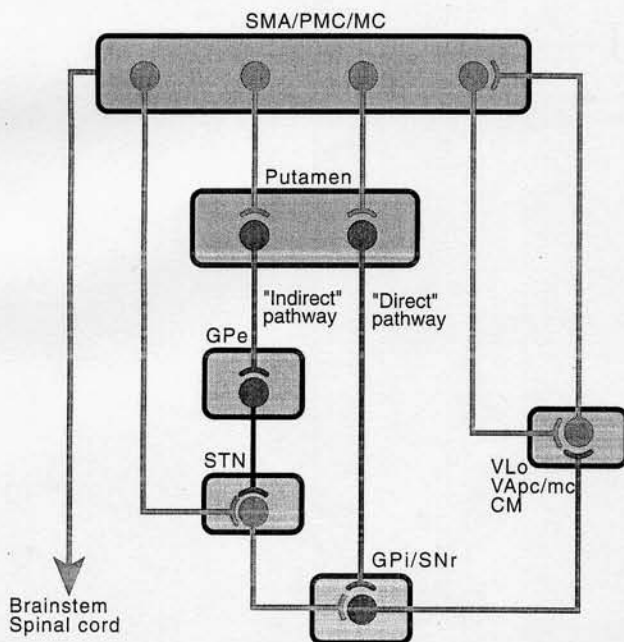 SMA/PMC/MC
Putamen
"Indirect"
pathway
"Direct"
pathway
GPe
STN
VLo
VApc/mc
CM
GPi/SNr
Brainstem
Spinal cord